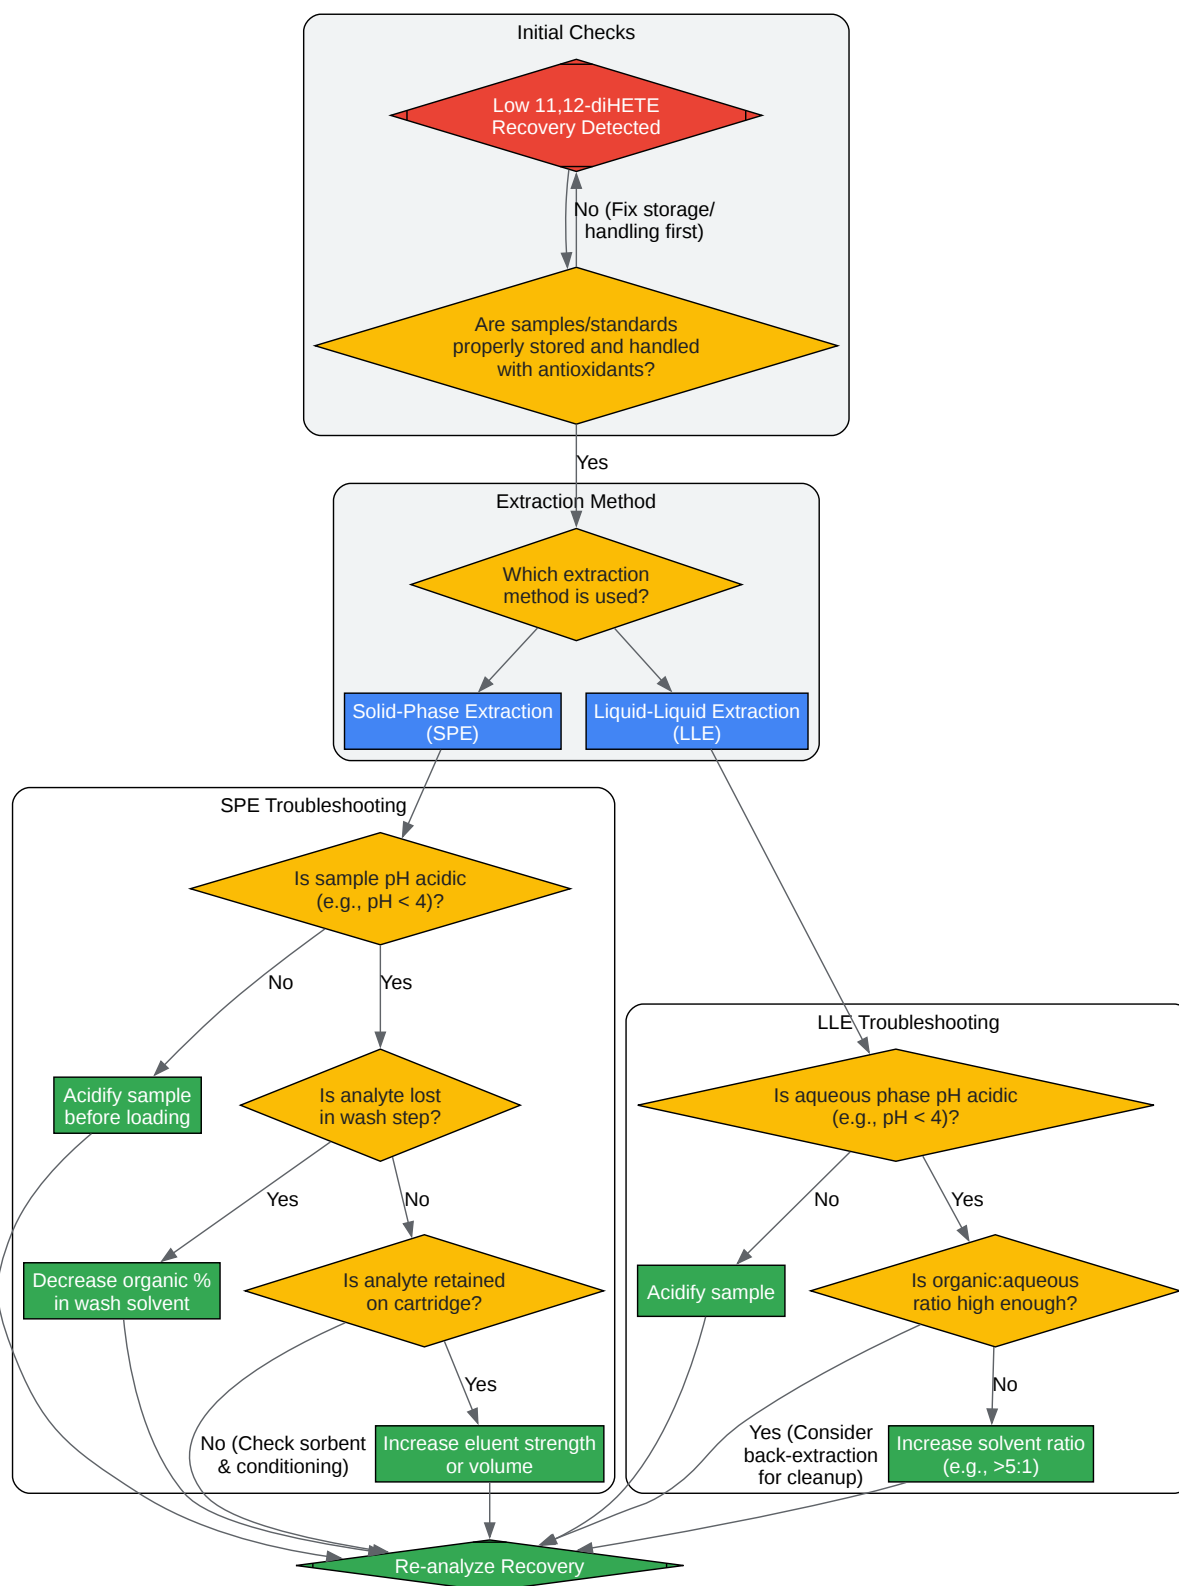 Initial Checks
Low 11,12-diHETE
Recovery Detected
No (Fix storage/
handling first)
Are samples/standards
properly stored and handled
with antioxidants?
Yes
Extraction Method
Which extraction
method is used?
Solid-Phase Extraction
(SPE)
Liquid-Liquid Extraction
(LLE)
SPE Troubleshooting
Is sample pH acidic
(e.g., pH < 4)?
No
Yes
Acidify sample
before loading
Is analyte lost
in wash step?
Yes
No
Decrease organic %
in wash solvent
Is analyte retained
on cartridge?
Yes
No (Check sorbent
& conditioning)
Increase eluent strength
or volume
LLE Troubleshooting
Is aqueous phase pH acidic
(e.g., pH < 4)?
No
Yes
Acidify sample
Is organic:aqueous
ratio high enough?
No
Yes (Consider
back-extraction
for cleanup)
Increase solvent ratio
(e.g., >5:1)
Re-analyze Recovery